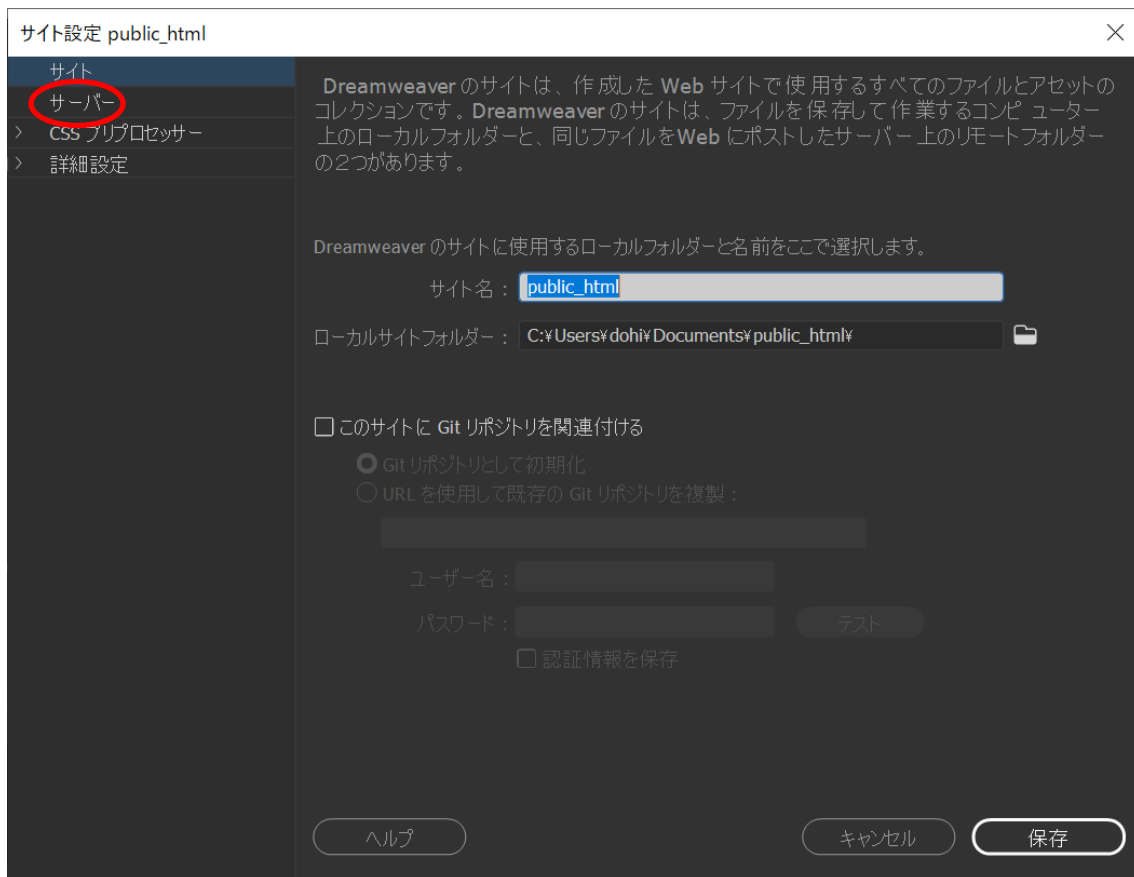 サイト設定 public_html
サイト
サーバー
CSS プリプロセッサー
詳細設定
Dreamweaver のサイトは、作成した Web サイトで使用するすべてのファイルとアセットの
コレクションです。Dreamweaver のサイトは、ファイルを保存して作業するコンピューター
上のローカルフォルダーと、同じファイルをWeb にポストしたサーバー上のリモートフォルダー
の２つがあります。
Dreamweaver のサイトに使用するローカルフォルダーと名前をここで選択します。
サイト名 : public_html
ローカルサイトフォルダー : C:¥Users¥dohi¥Documents¥public_html¥
このサイトに Git リポジトリを関連付ける
Git リポジトリとして初期化
URL を使用して既存の Git リポジトリを複製 :
ユーザー名 :
パスワード : テスト
認証情報を保存
ヘルプ キャンセル 保存